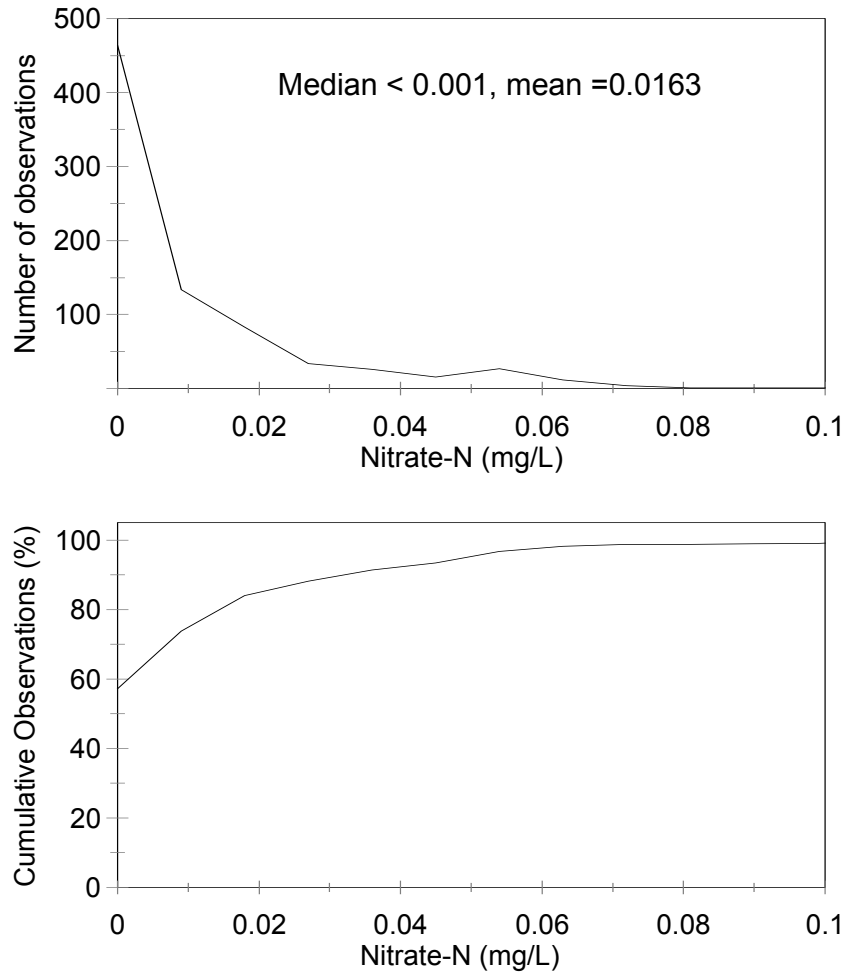 500
Median < 0.001, mean =0.0163
400
300
200
100
Number of observations
0 0.02 0.04 0.06 0.08 0.1
Nitrate-N (mg/L)
100
80
60
40
20
0
Cumulative Observations (%)
0 0.02 0.04 0.06 0.08 0.1
Nitrate-N (mg/L)